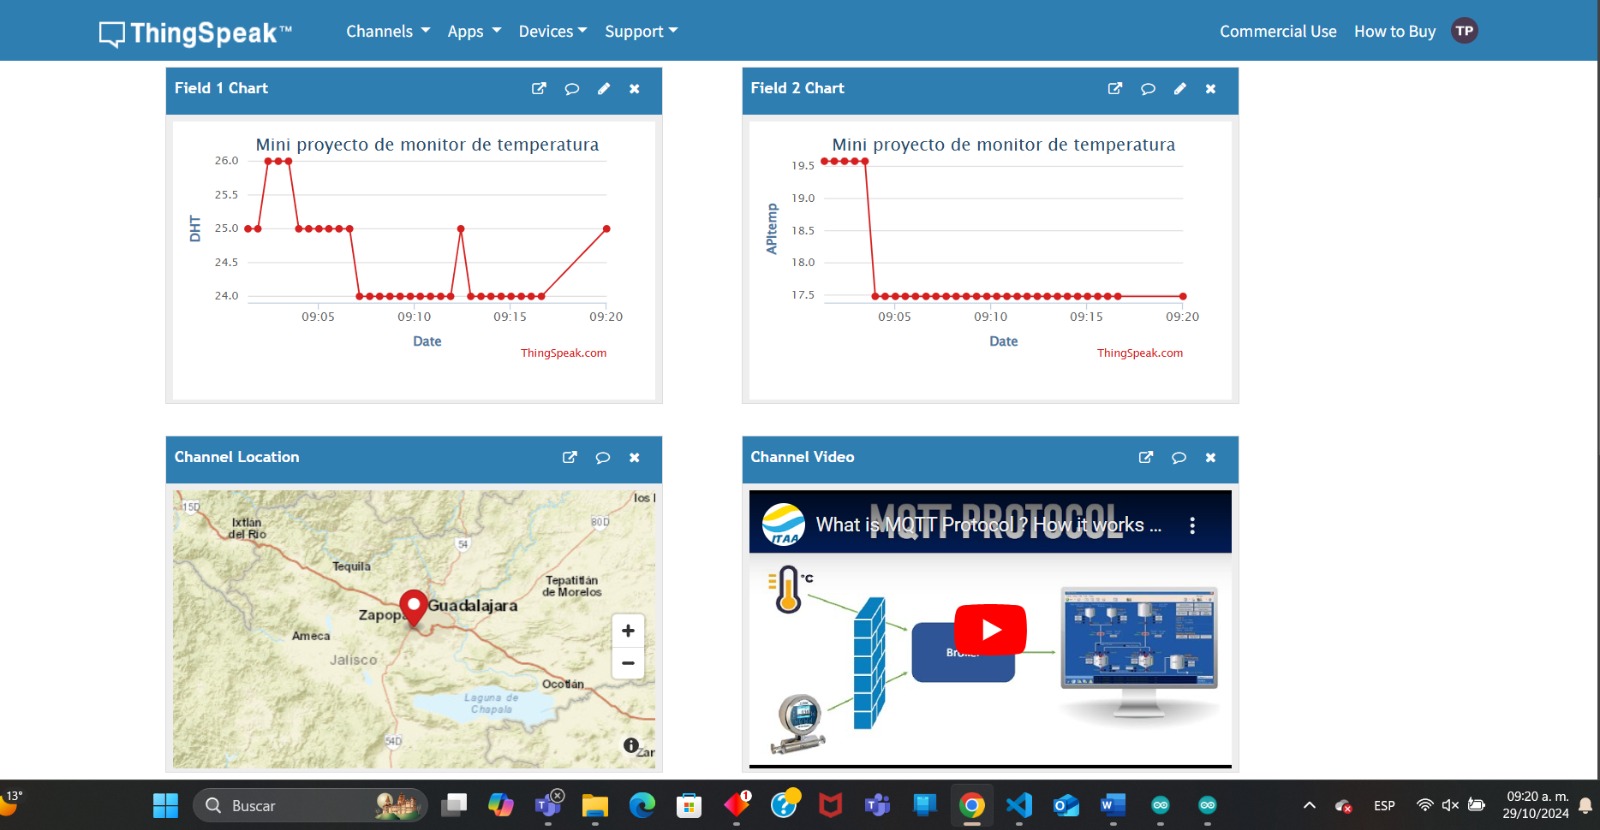 ThingSpeak™
Channels Apps Devices Support Commercial Use How to Buy TP
Field 1 Chart
Mini proyecto de monitor de temperatura
26.0
25.5
25.0
24.5
24.0
DHT
09:05 09:10 09:15 09:20
Date
ThingSpeak.com
Field 2 Chart
Mini proyecto de monitor de temperatura
19.5
19.0
18.5
18.0
17.5
APItemp
09:05 09:10 09:15 09:20
Date
ThingSpeak.com
Channel Location
15D
los
Ixtlán
del Río
80D
54
Tequila
Tepatitlán
de Morelos
Guadalajara
Zapopa
Ameca
Jalisco
Ocotlán
Laguna de
Chapala
54D
Zar
+
−
Channel Video
MQTT PROTOCOL
ITAA
What is MQTT Protocol ? How it works ...
°C
13°
Buscar
1
ESP
09:20 a. m.
29/10/2024